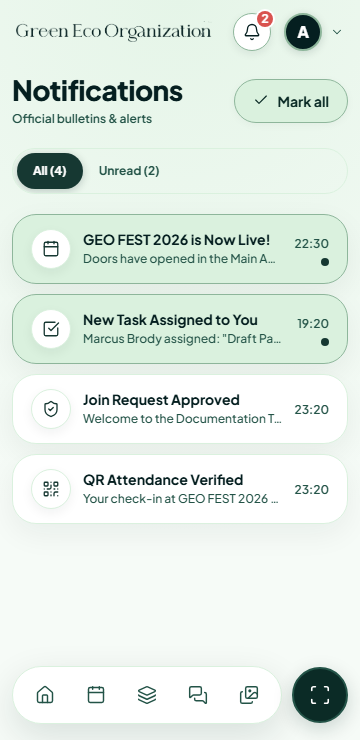 Green Eco Organization
2
A
Notifications
Official bulletins & alerts
Mark all
All (4)
Unread (2)
GEO FEST 2026 is Now Live!
22:30
Doors have opened in the Main A...
New Task Assigned to You
19:20
Marcus Brody assigned: "Draft Pa...
Join Request Approved
23:20
Welcome to the Documentation T...
QR Attendance Verified
23:20
Your check-in at GEO FEST 2026 ...